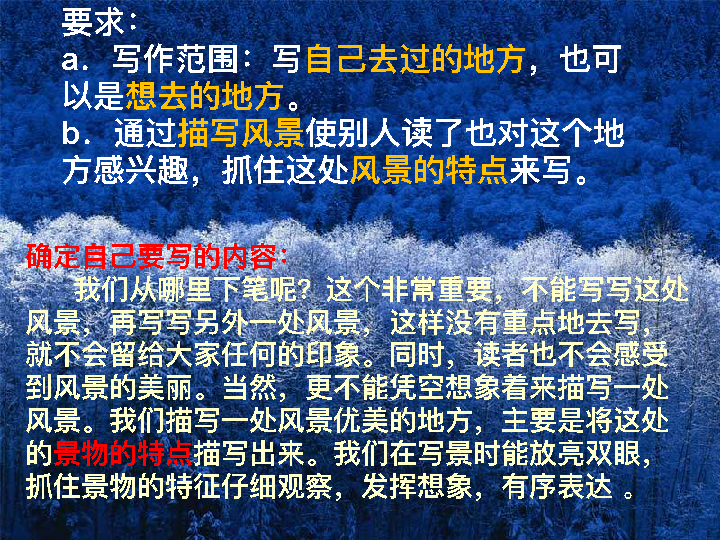 要求：
a．写作范围：写自己去过的地方，也可
以是想去的地方。
b．通过描写风景使别人读了也对这个地
方感兴趣，抓住这处风景的特点来写。
确定自己要写的内容：
我们从哪里下笔呢？这个非常重要，不能写写这处
风景，再写写另外一处风景，这样没有重点地去写，
就不会留给大家任何的印象。同时，读者也不会感受
到风景的美丽。当然，更不能凭空想象着来描写一处
风景。我们描写一处风景优美的地方，主要是将这处
的景物的特点描写出来。我们在写景时能放亮双眼，
抓住景物的特征仔细观察，发挥想象，有序表达 。